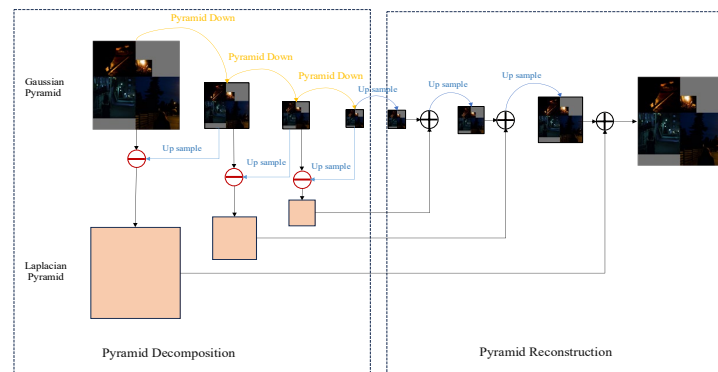 Pyramid Down
Pyramid Down
Pyramid Down
Gaussian
Pyramid
Up sample
Up sample
Up sample
Up sample
Up sample
Up sample
Laplacian
Pyramid
Pyramid Decomposition
Pyramid Reconstruction